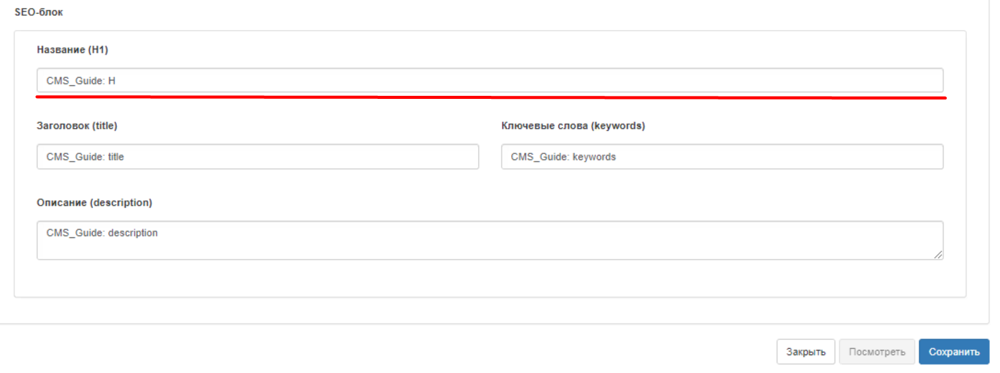 SEO-блок
Название (H1)
CMS_Guide: H
Заголовок (title)
Ключевые слова (keywords)
CMS_Guide: title
CMS_Guide: keywords
Описание (description)
CMS_Guide: description
Закрыть
Посмотреть
Сохранить